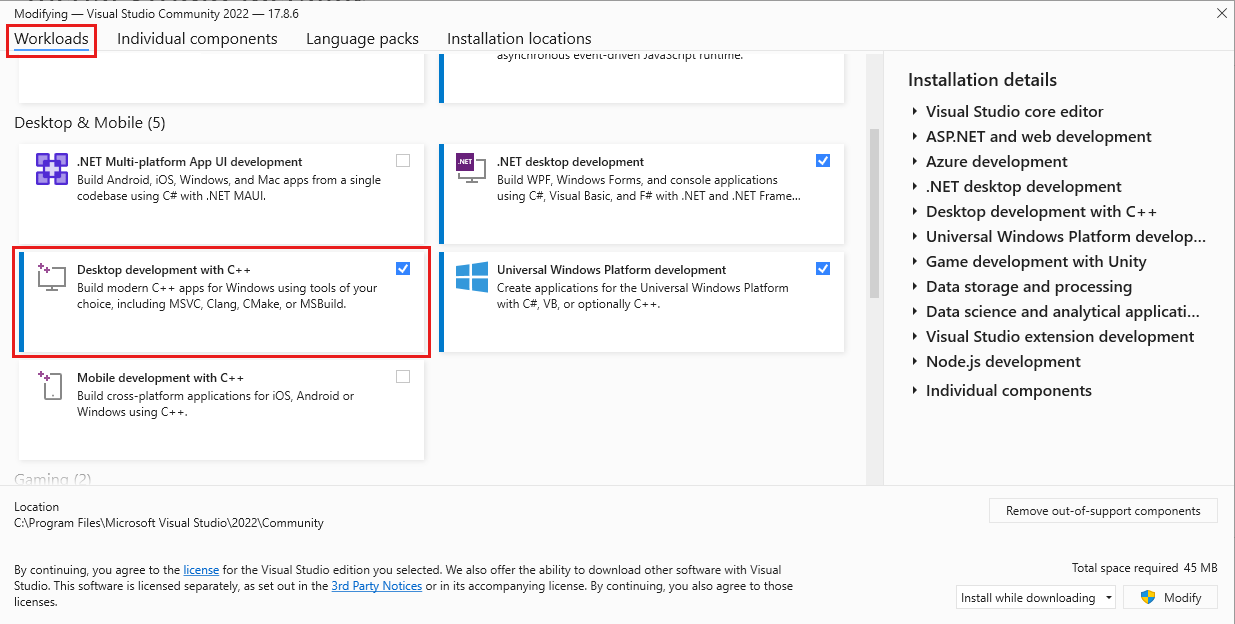 Modifying — Visual Studio Community 2022 — 17.8.6
Workloads Individual components Language packs Installation locations
asynchronous event-driven JavaScript runtime.
Desktop & Mobile (5)
.NET Multi-platform App UI development
Build Android, iOS, Windows, and Mac apps from a single
codebase using C# with .NET MAUI.
.NET
.NET desktop development
Build WPF, Windows Forms, and console applications
using C#, Visual Basic, and F# with .NET and .NET Frame...
Desktop development with C++
Build modern C++ apps for Windows using tools of your
choice, including MSVC, Clang, CMake, or MSBuild.
Universal Windows Platform development
Create applications for the Universal Windows Platform
with C#, VB, or optionally C++.
Mobile development with C++
Build cross-platform applications for iOS, Android or
Windows using C++.
Gaming (2)
Installation details
Visual Studio core editor
ASP.NET and web development
Azure development
.NET desktop development
Desktop development with C++
Universal Windows Platform develop...
Game development with Unity
Data storage and processing
Data science and analytical applicati...
Visual Studio extension development
Node.js development
Individual components
Location
C:\Program Files\Microsoft Visual Studio\2022\Community
Remove out-of-support components
By continuing, you agree to the license for the Visual Studio edition you selected. We also offer the ability to download other software with Visual
Studio. This software is licensed separately, as set out in the 3rd Party Notices or in its accompanying license. By continuing, you also agree to those
licenses.
Total space required 45 MB
Install while downloading
Modify